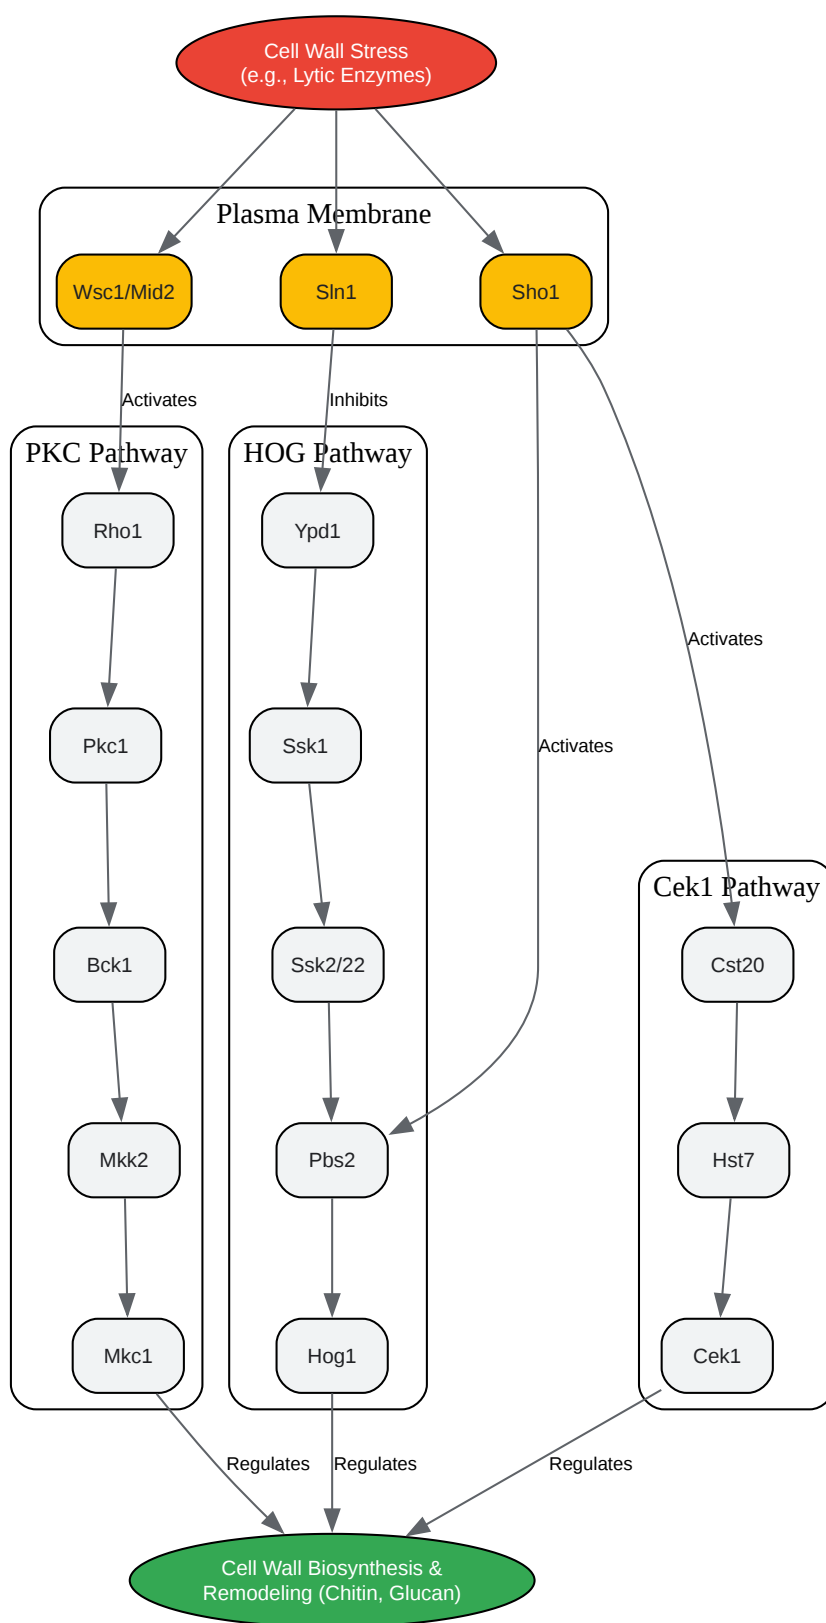 Cell Wall Stress
(e.g., Lytic Enzymes)
Plasma Membrane
Wsc1/Mid2
Sln1
Sho1
Activates
Inhibits
PKC Pathway
HOG Pathway
Rho1
Ypd1
Activates
Pkc1
Ssk1
Activates
Cek1 Pathway
Bck1
Ssk2/22
Cst20
Mkk2
Pbs2
Hst7
Mkc1
Hog1
Cek1
Regulates
Regulates
Regulates
Cell Wall Biosynthesis &
Remodeling (Chitin, Glucan)